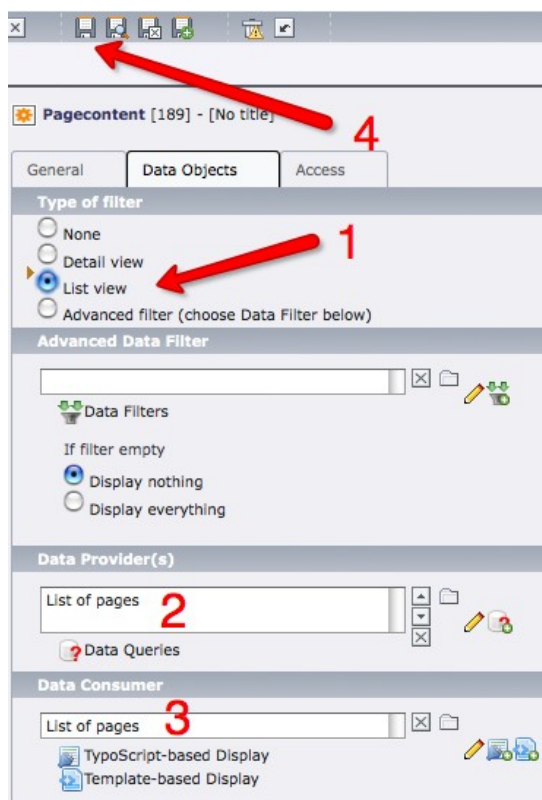 4
Pagecontent [189] - [No title]
General Data Objects Access
Type of filter
None
1
Detail view
List view
Advanced filter (choose Data Filter below)
Advanced Data Filter
Data Filters
If filter empty
Display nothing
Display everything
Data Provider(s)
List of pages 2
Data Queries
Data Consumer
List of pages 3
TypoScript-based Display
Template-based Display